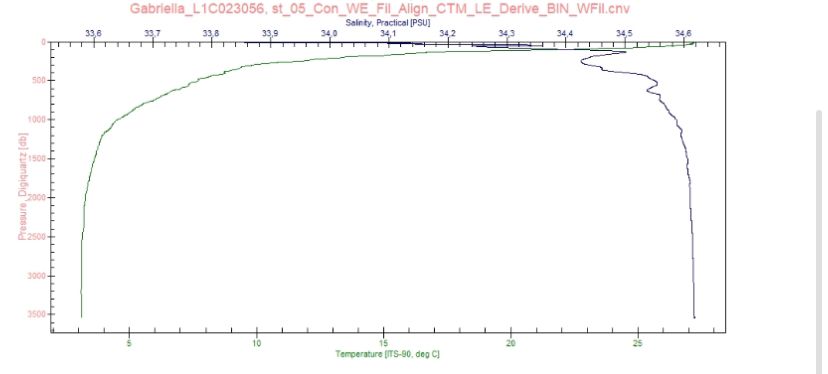 Gabriella_L1C023056, st_05_Con_WE_Fil_Align_CTM_LE_Derive_BIN_WFil.cnv
Salinity, Practical [PSU]
33,6 33,7 33,8 33,9 34,0 34,1 34,2 34,3 34,4 34,5 34,6
0
500
1000
1500
2000
2500
3000
3500
Pressure, Digiquartz [db]
5 10 15 20 25
Temperature [ITS-90, deg C]